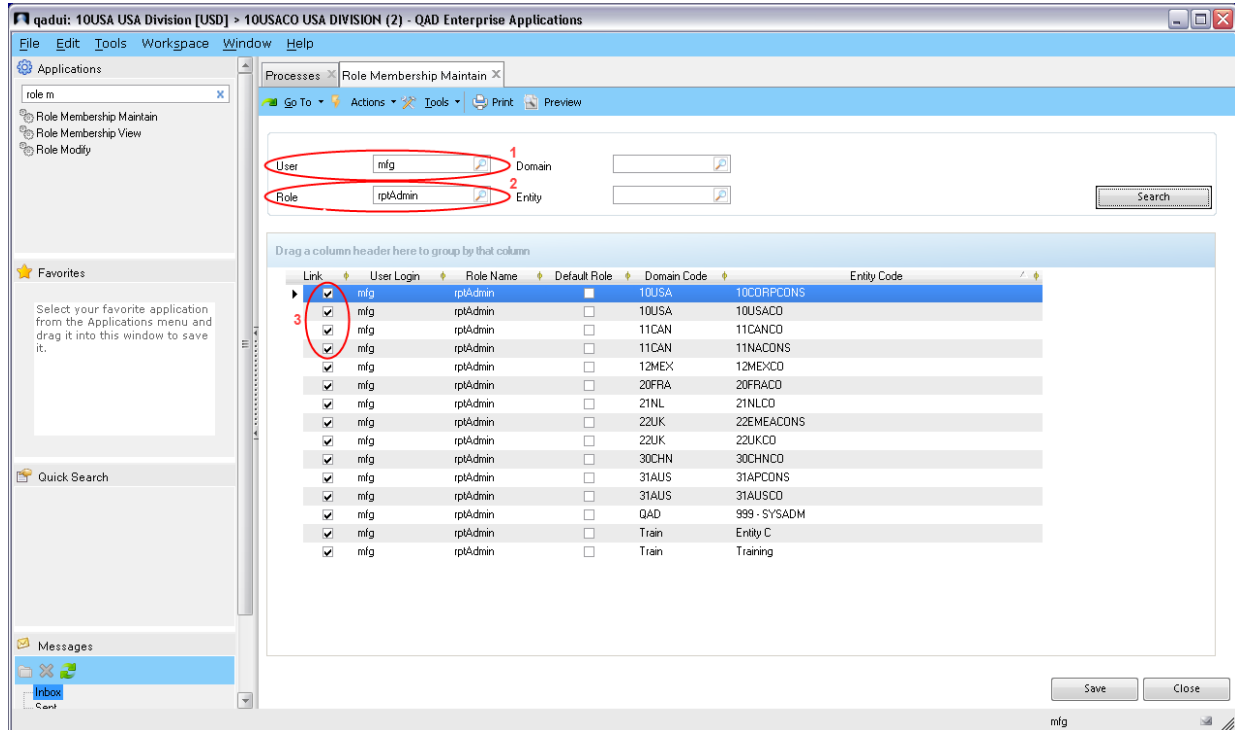 qadui: 10USA USA Division [USD] > 10USACO USA DIVISION (2) - QAD Enterprise Applications
File Edit Tools Workspace Window Help
Applications
role m
Role Membership Maintain
Role Membership View
Role Modify
Favorites
Select your favorite application
from the Applications menu and
drag it into this window to save
it.
Quick Search
Messages
Inbox
Sent
Processes Role Membership Maintain
Go To Actions Tools Print Preview
User mfg 1 Domain
Role rptAdmin 2 Entity
Search
Drag a column header here to group by that column
Link User Login Role Name Default Role Domain Code Entity Code
mfg rptAdmin 10USA 10CORPCONS
3 mfg rptAdmin 10USA 10USACO
mfg rptAdmin 11CAN 11CANCO
mfg rptAdmin 11CAN 11NACONS
mfg rptAdmin 12MEX 12MEXCO
mfg rptAdmin 20FRA 20FRACO
mfg rptAdmin 21NL 21NLCO
mfg rptAdmin 22UK 22EMEACONS
mfg rptAdmin 22UK 22UKCO
mfg rptAdmin 30CHN 30CHNCO
mfg rptAdmin 31AUS 31APCONS
mfg rptAdmin 31AUS 31AUSCO
mfg rptAdmin QAD 999 - SYSADM
mfg rptAdmin Train Entity C
mfg rptAdmin Train Training
Save Close
mfg